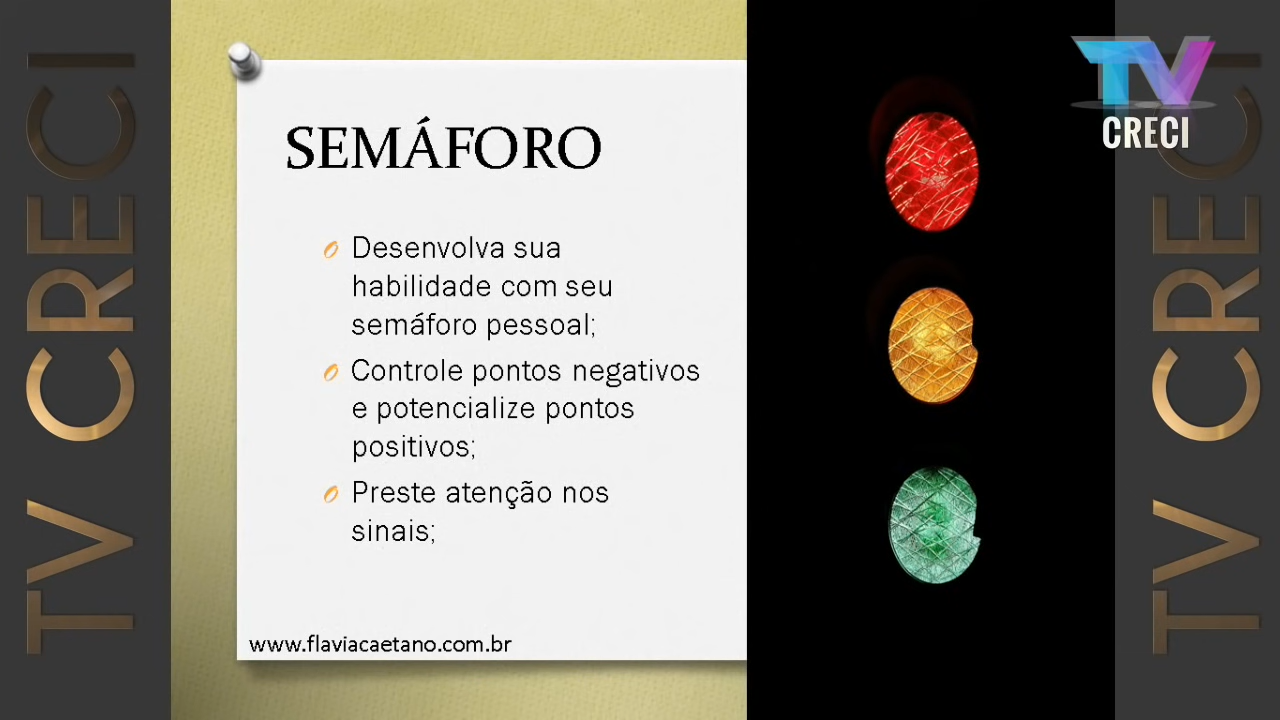 TV CRECI
SEMÁFORO
Desenvolva sua
habilidade com seu
semáforo pessoal;
Controle pontos negativos
e potencialize pontos
positivos;
Preste atenção nos
sinais;
www.flaviacaetano.com.br
TV
CRECI
TV CRECI